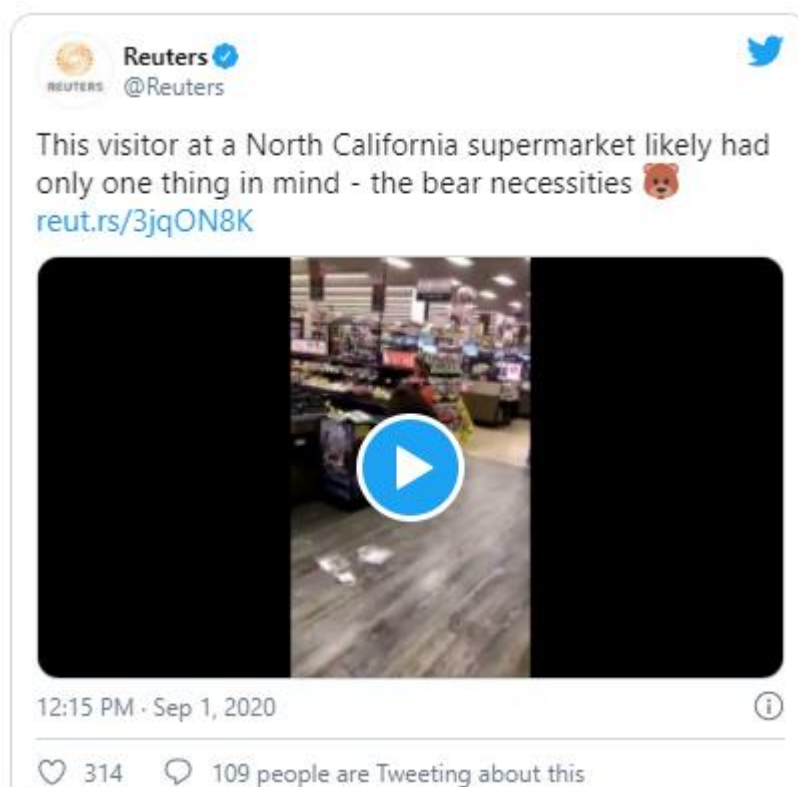 Reuters
REUTERS
@Reuters
This visitor at a North California supermarket likely had
only one thing in mind - the bear necessities 🐻
reut.rs/3jqON8K
12:15 PM · Sep 1, 2020
314 109 people are Tweeting about this